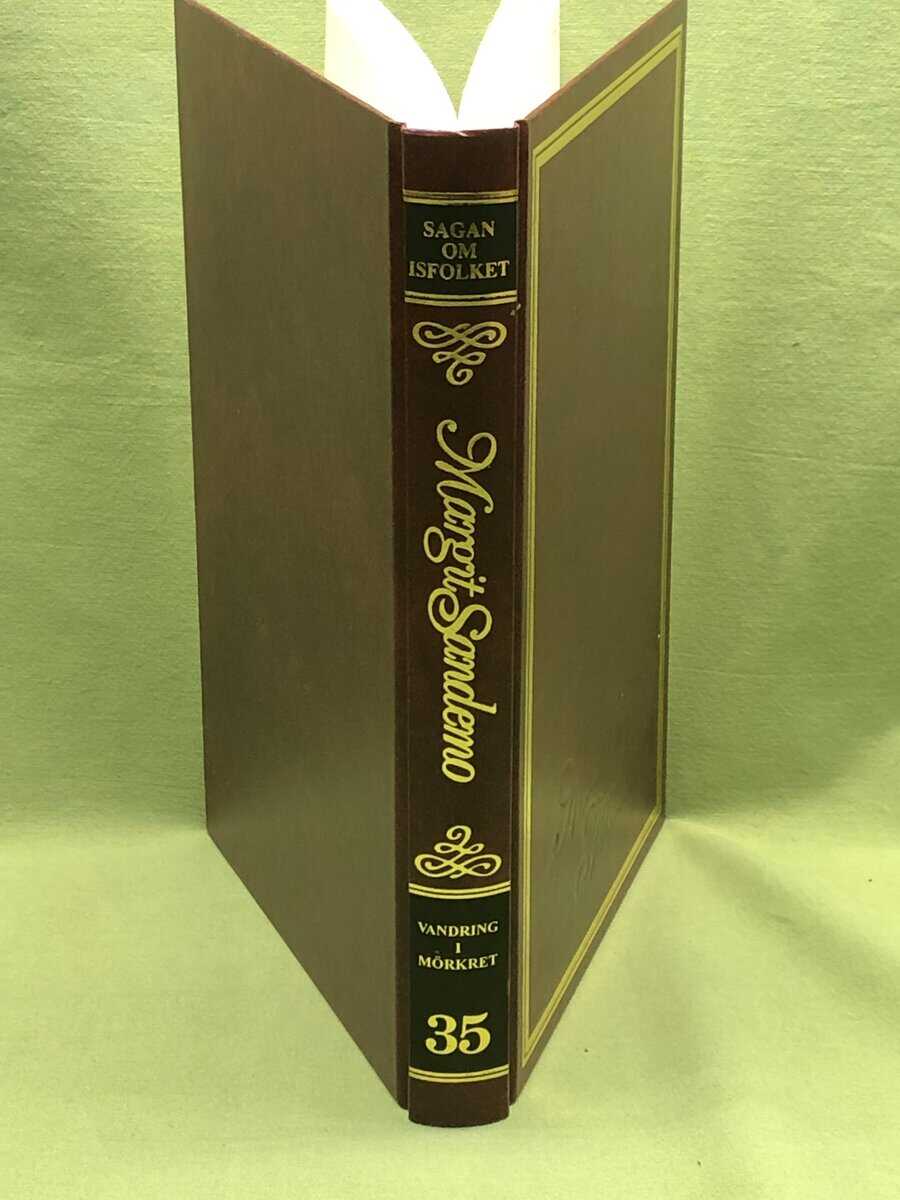 SAGAN
OM
ISFOLKET
Margit Sandemo
VANDRING
I
MÖRKRET
35